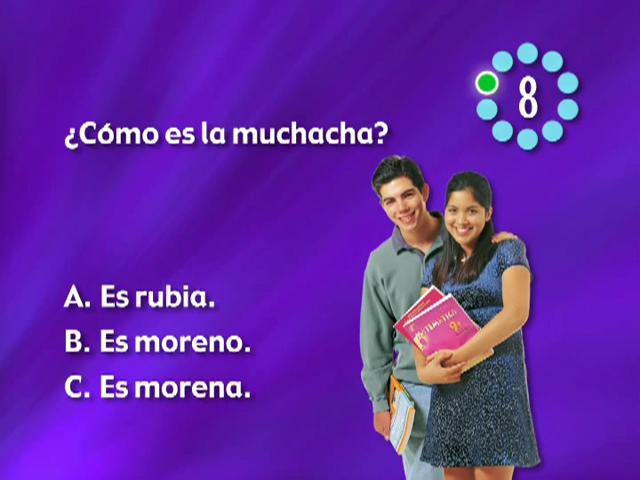 8
¿Cómo es la muchacha?
A. Es rubia.
B. Es moreno.
C. Es morena.